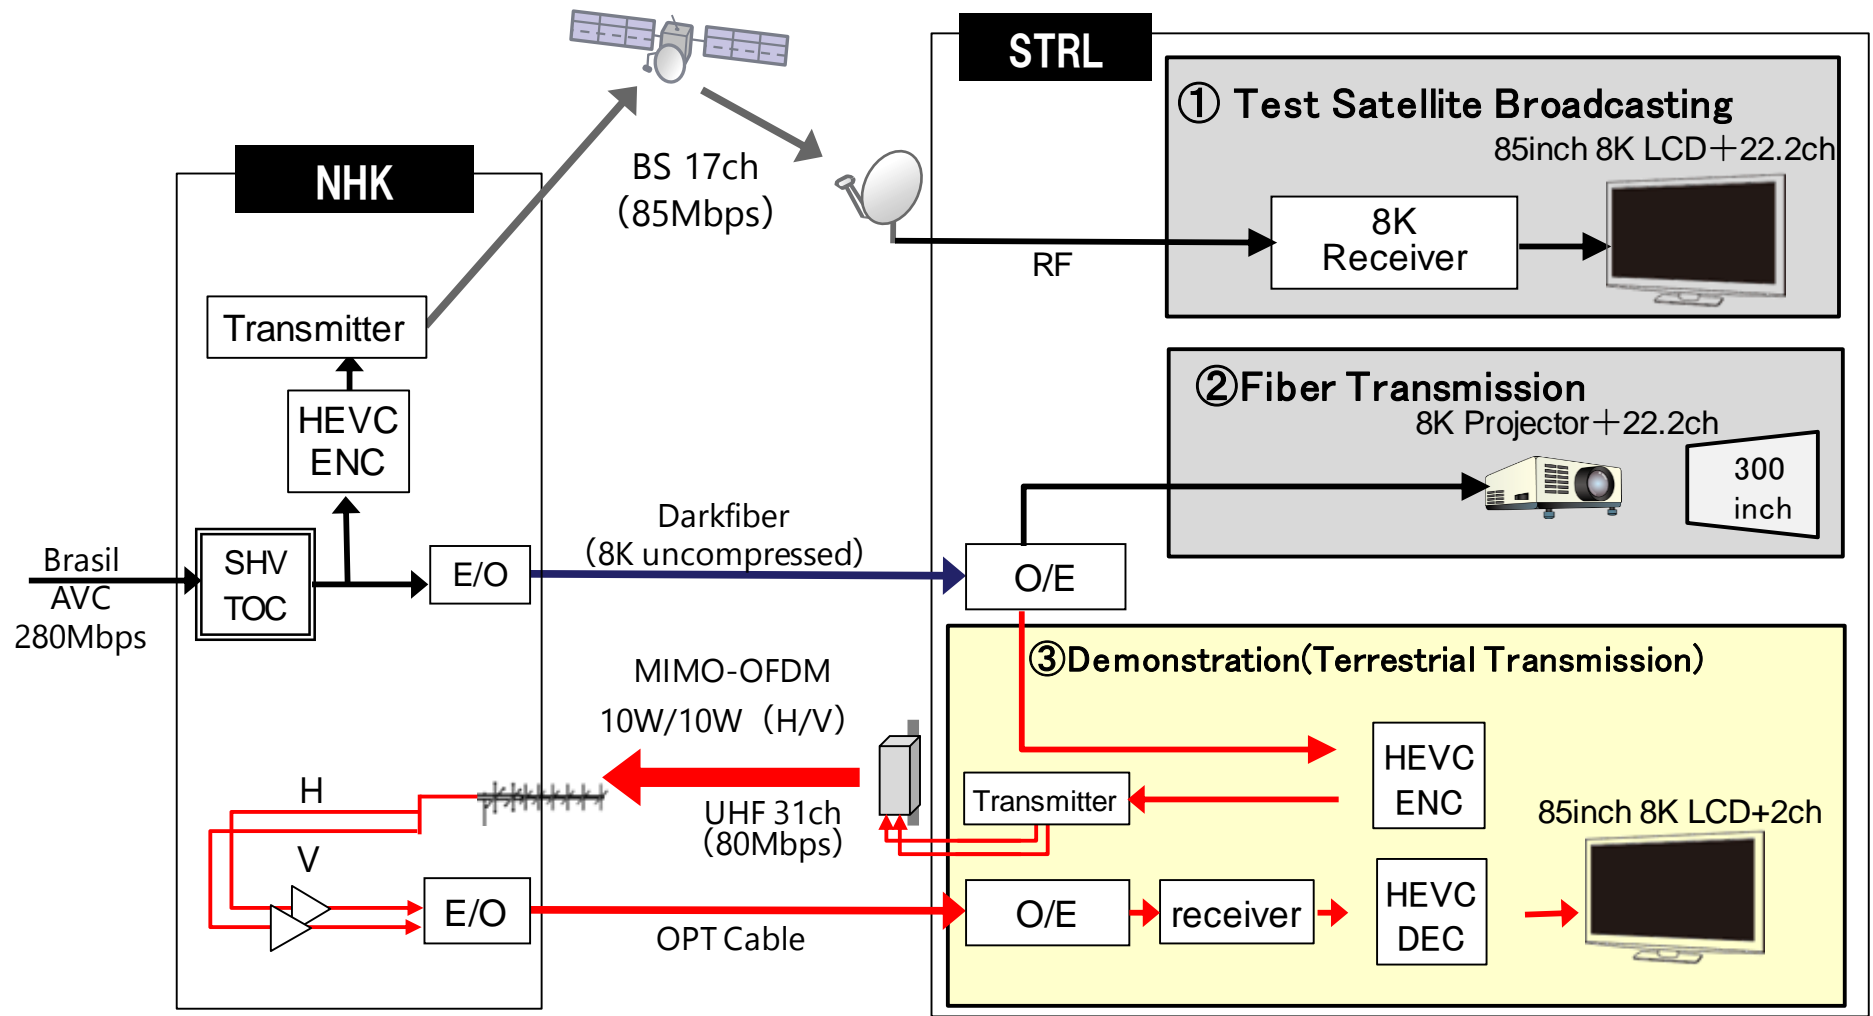 STRL
① Test Satellite Broadcasting
85inch 8K LCD＋22.2ch
8K
Receiver
RF
BS 17ch
（85Mbps）
NHK
Transmitter
HEVC
ENC
Brasil
AVC
280Mbps
SHV
TOC
E/O
Darkfiber
（8K uncompressed）
O/E
②Fiber Transmission
8K Projector＋22.2ch
300
inch
③Demonstration(Terrestrial Transmission)
MIMO-OFDM
10W/10W（H/V）
UHF 31ch
（80Mbps）
HEVC
ENC
Transmitter
85inch 8K LCD+2ch
H
V
E/O
OPT Cable
O/E
receiver
HEVC
DEC